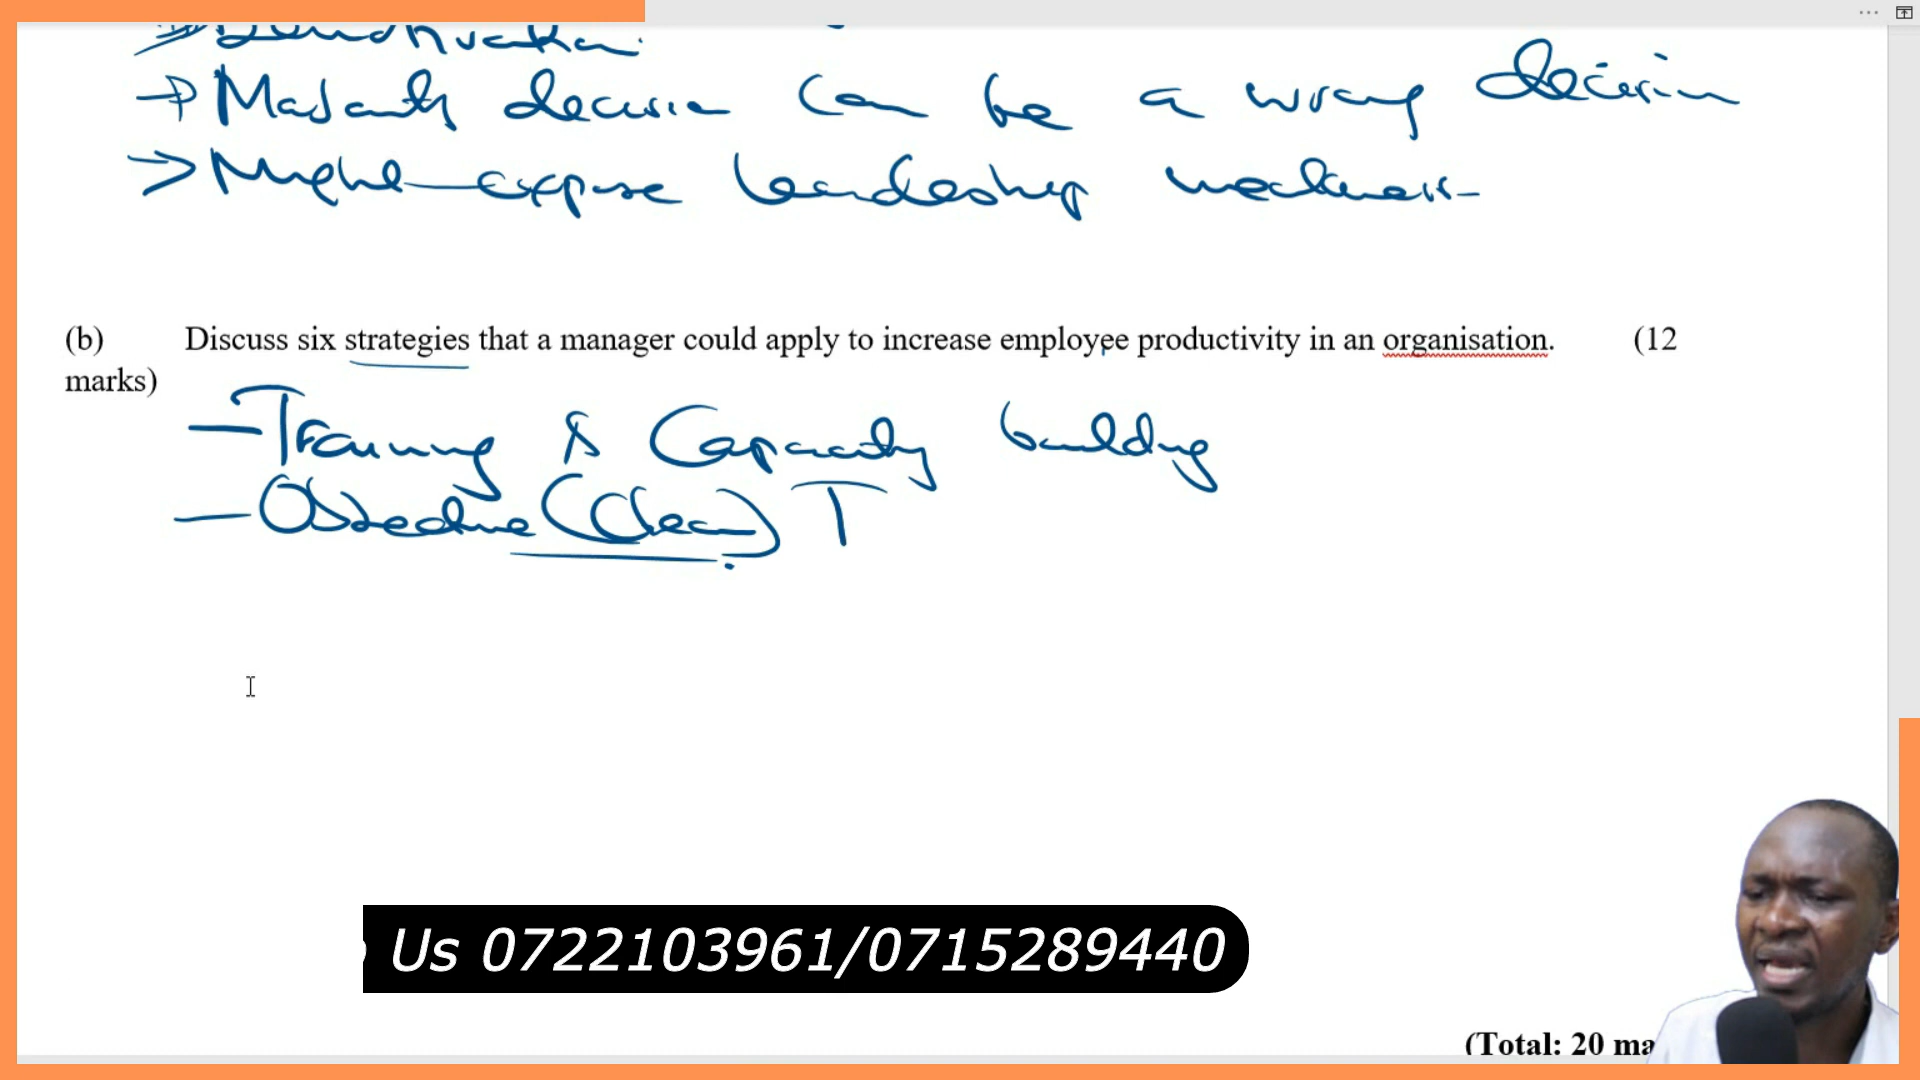 → Majority decision can be a wrong decision
→ Might expose leadership weakness
(b) Discuss six strategies that a manager could apply to increase employee productivity in an organisation. (12
marks)
- Training & Capacity building
- Objective (Clear) T
Us 0722103961/0715289440
(Total: 20 ma